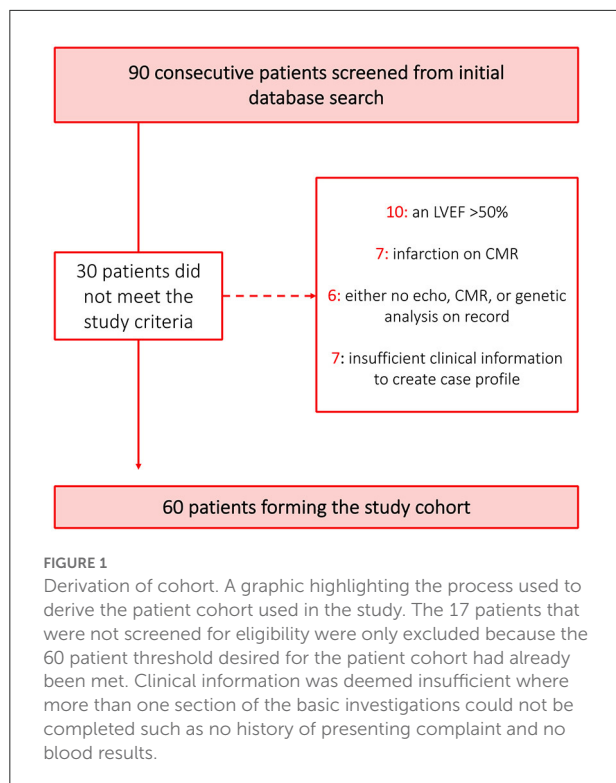 90 consecutive patients screened from initial
database search
30 patients did
not meet the
study criteria
10: an LVEF >50%
7: infarction on CMR
6: either no echo, CMR, or genetic
analysis on record
7: insufficient clinical information
to create case profile
60 patients forming the study cohort
FIGURE 1
Derivation of cohort. A graphic highlighting the process used to
derive the patient cohort used in the study. The 17 patients that
were not screened for eligibility were only excluded because the
60 patient threshold desired for the patient cohort had already
been met. Clinical information was deemed insufficient where
more than one section of the basic investigations could not be
completed such as no history of presenting complaint and no
blood results.